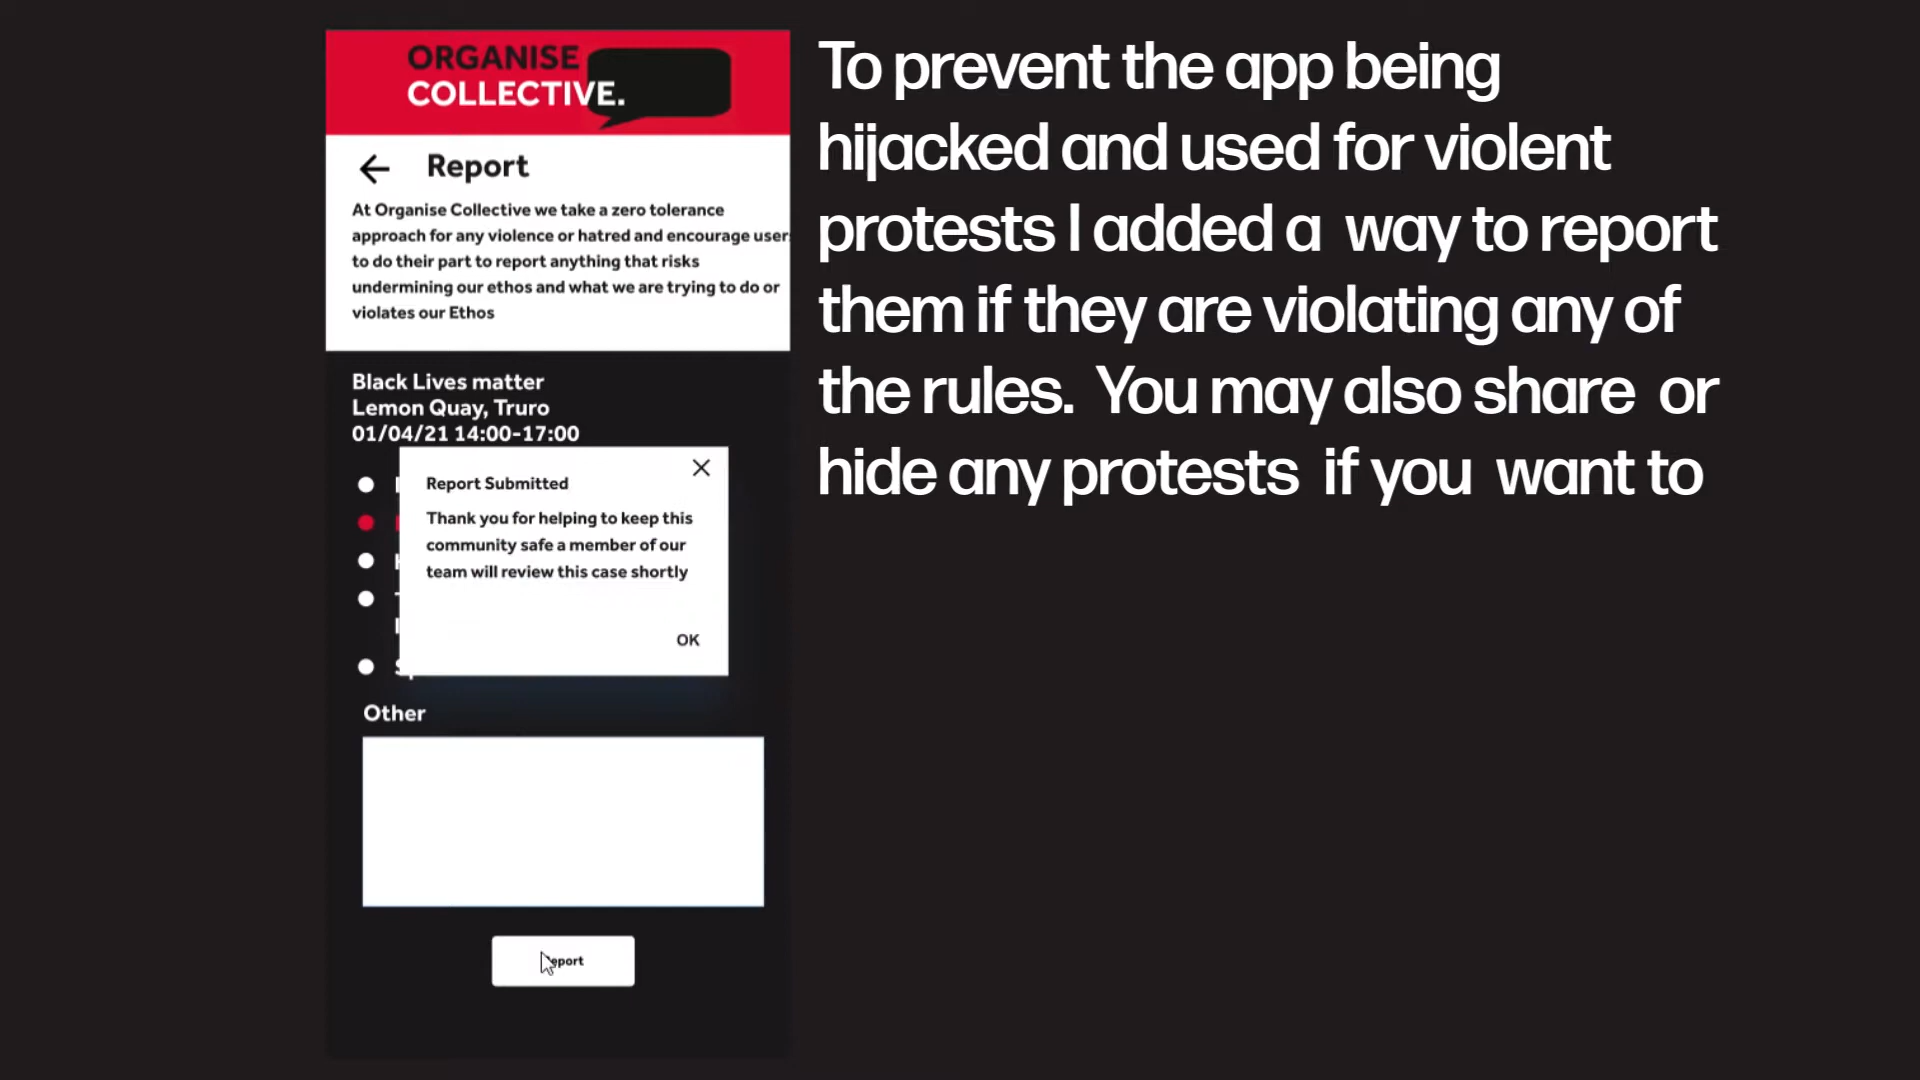 ORGANISE
COLLECTIVE.
Report
At Organise Collective we take a zero tolerance
approach for any violence or hatred and encourage user
to do their part to report anything that risks
undermining our ethos and what we are trying to do or
violates our Ethos
Black Lives matter
Lemon Quay, Truro
01/04/21 14:00-17:00
Report Submitted
Thank you for helping to keep this
community safe a member of our
team will review this case shortly
OK
Other
To prevent the app being
hijacked and used for violent
protests I added a way to report
them if they are violating any of
the rules. You may also share or
hide any protests if you want to